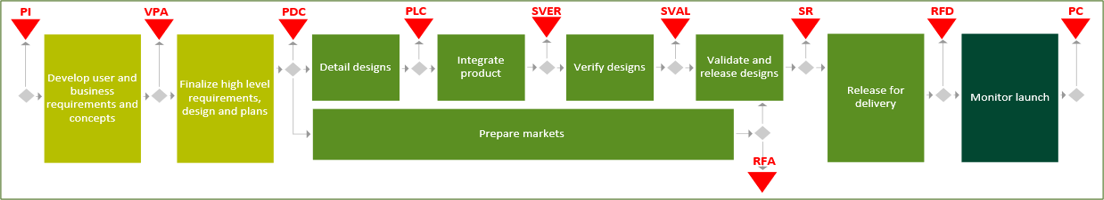 PI
VPA
PDC
PLC
SVER
SVAL
SR
RFD
PC
Develop user and
business
requirements and
concepts
Finalize high level
requirements,
design and plans
Detail designs
Integrate
product
Verify designs
Validate and
release designs
Release for
delivery
Monitor launch
Prepare markets
RFA